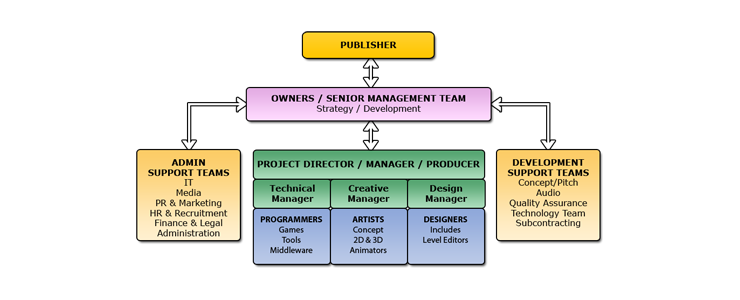 PUBLISHER
OWNERS / SENIOR MANAGEMENT TEAM
Strategy / Development
ADMIN
SUPPORT TEAMS
IT
Media
PR & Marketing
HR & Recruitment
Finance & Legal
Administration
PROJECT DIRECTOR / MANAGER / PRODUCER
Technical
Manager
Creative
Manager
Design
Manager
PROGRAMMERS
Games
Tools
Middleware
ARTISTS
Concept
2D & 3D
Animators
DESIGNERS
Includes
Level Editors
DEVELOPMENT
SUPPORT TEAMS
Concept/Pitch
Audio
Quality Assurance
Technology Team
Subcontracting